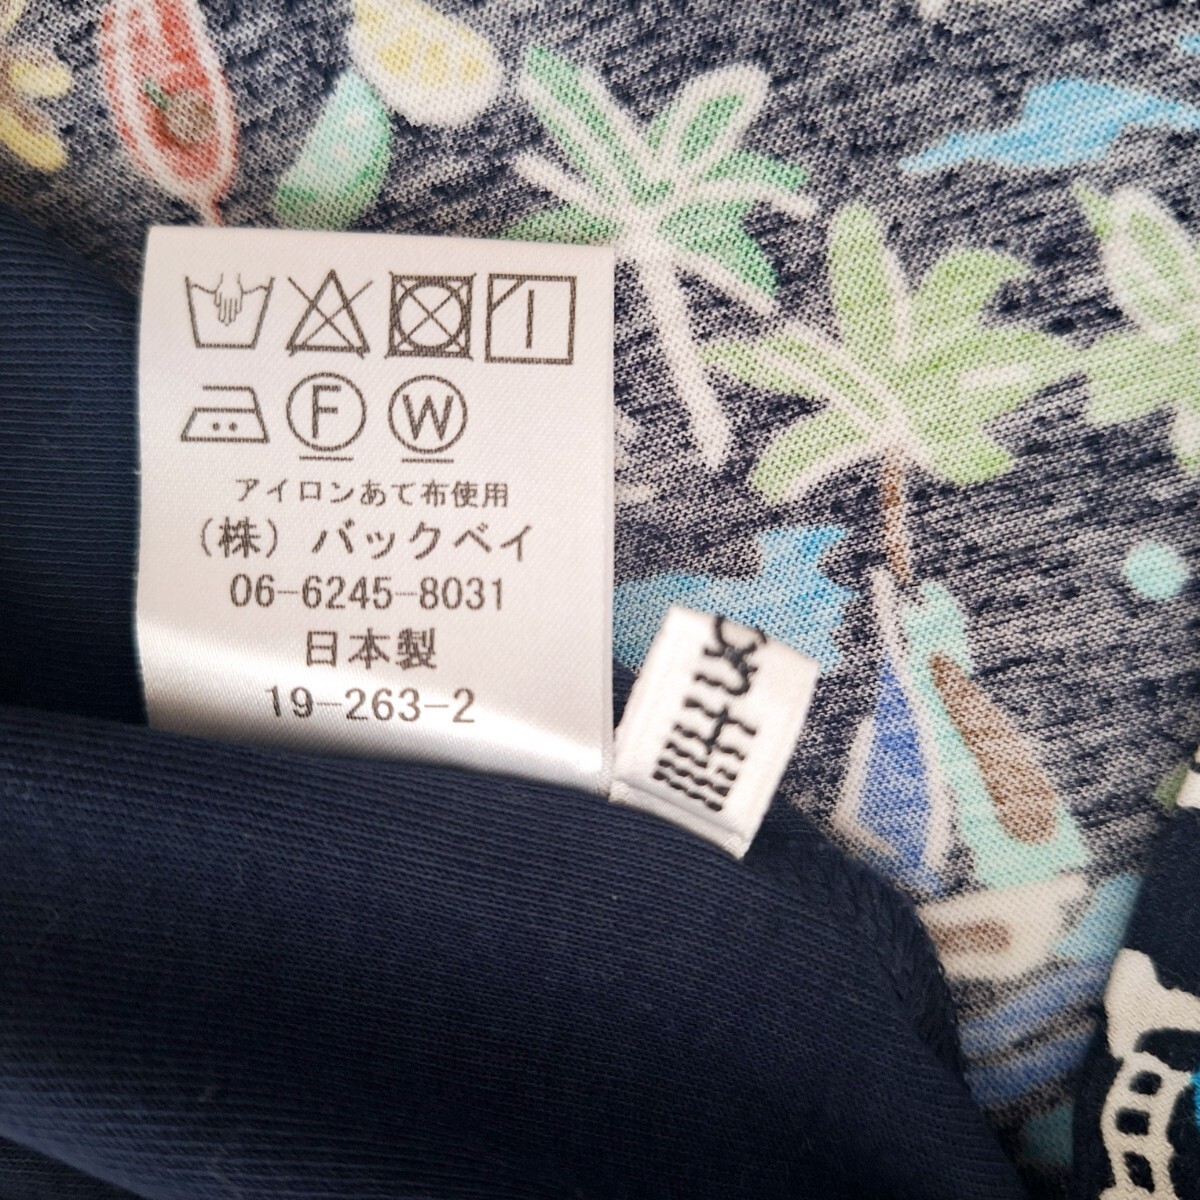 F W
アイロンあて布使用
（株）バックベイ
06-6245-8031
日本製
19-263-2